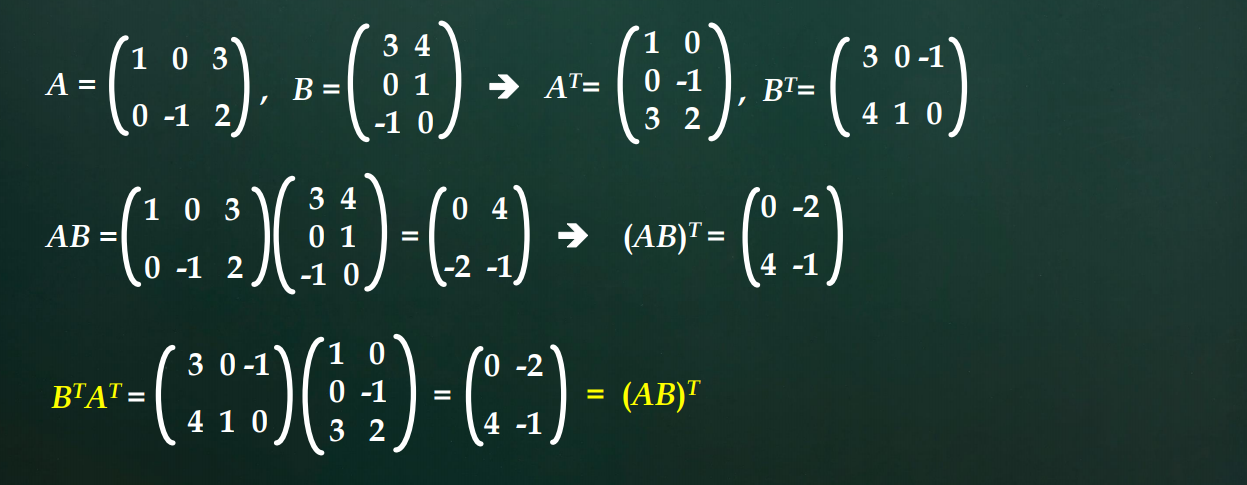 A = (1 0 3 / 0 -1 2), B = (3 4 / 0 1 / -1 0) ➔ Aᵀ= (1 0 / 0 -1 / 3 2), Bᵀ= (3 0 -1 / 4 1 0)
AB = (1 0 3 / 0 -1 2) (3 4 / 0 1 / -1 0) = (0 4 / -2 -1) ➔ (AB)ᵀ = (0 -2 / 4 -1)
BᵀAᵀ = (3 0 -1 / 4 1 0) (1 0 / 0 -1 / 3 2) = (0 -2 / 4 -1) = (AB)ᵀ